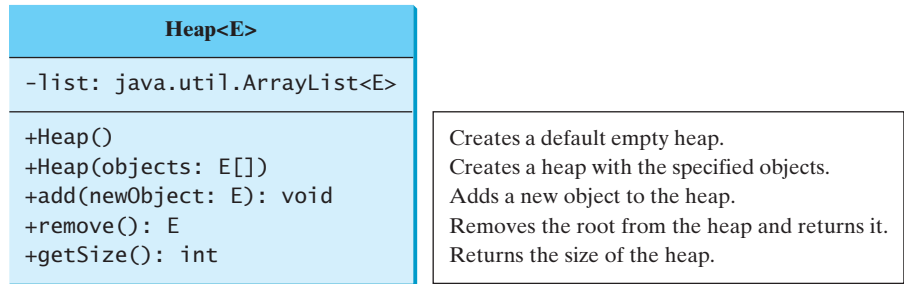 Heap<E>
-list: java.util.ArrayList<E>
+Heap()
+Heap(objects: E[])
+add(newObject: E): void
+remove(): E
+getSize(): int
Creates a default empty heap.
Creates a heap with the specified objects.
Adds a new object to the heap.
Removes the root from the heap and returns it.
Returns the size of the heap.